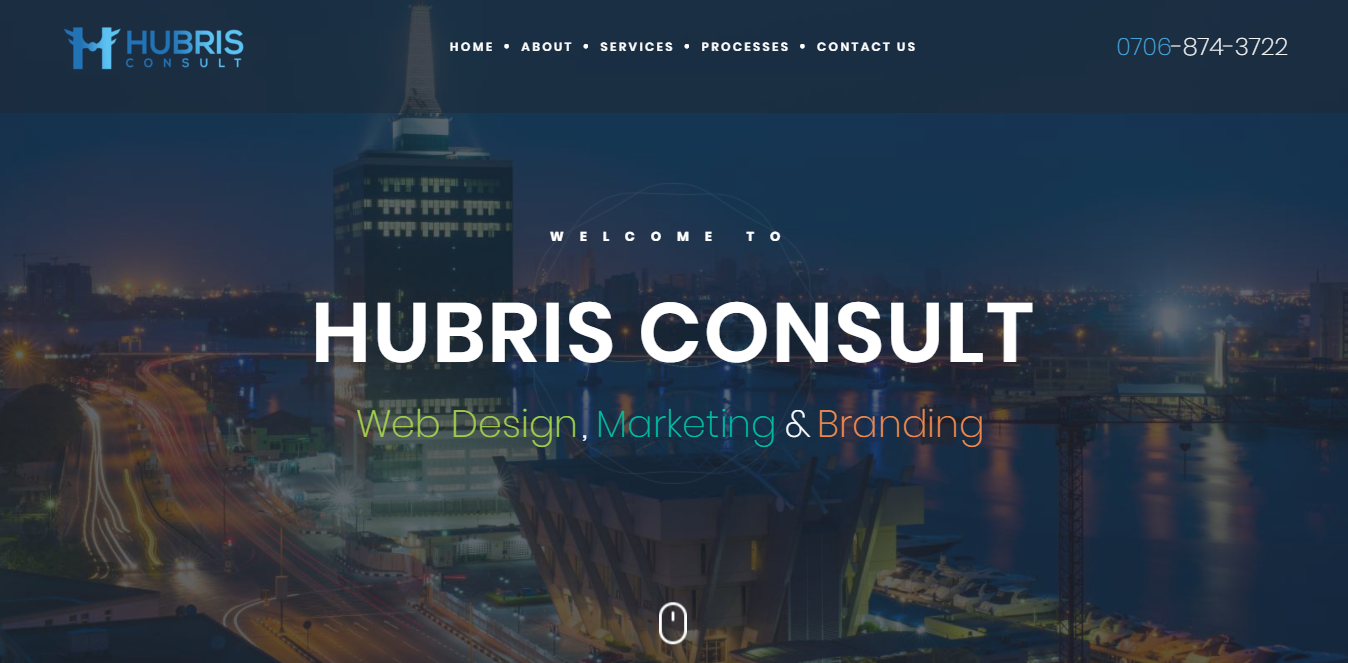 HUBRIS
CONSULT
HOME • ABOUT • SERVICES • PROCESSES • CONTACT US
0706-874-3722
WELCOME TO
HUBRIS CONSULT
Web Design, Marketing & Branding